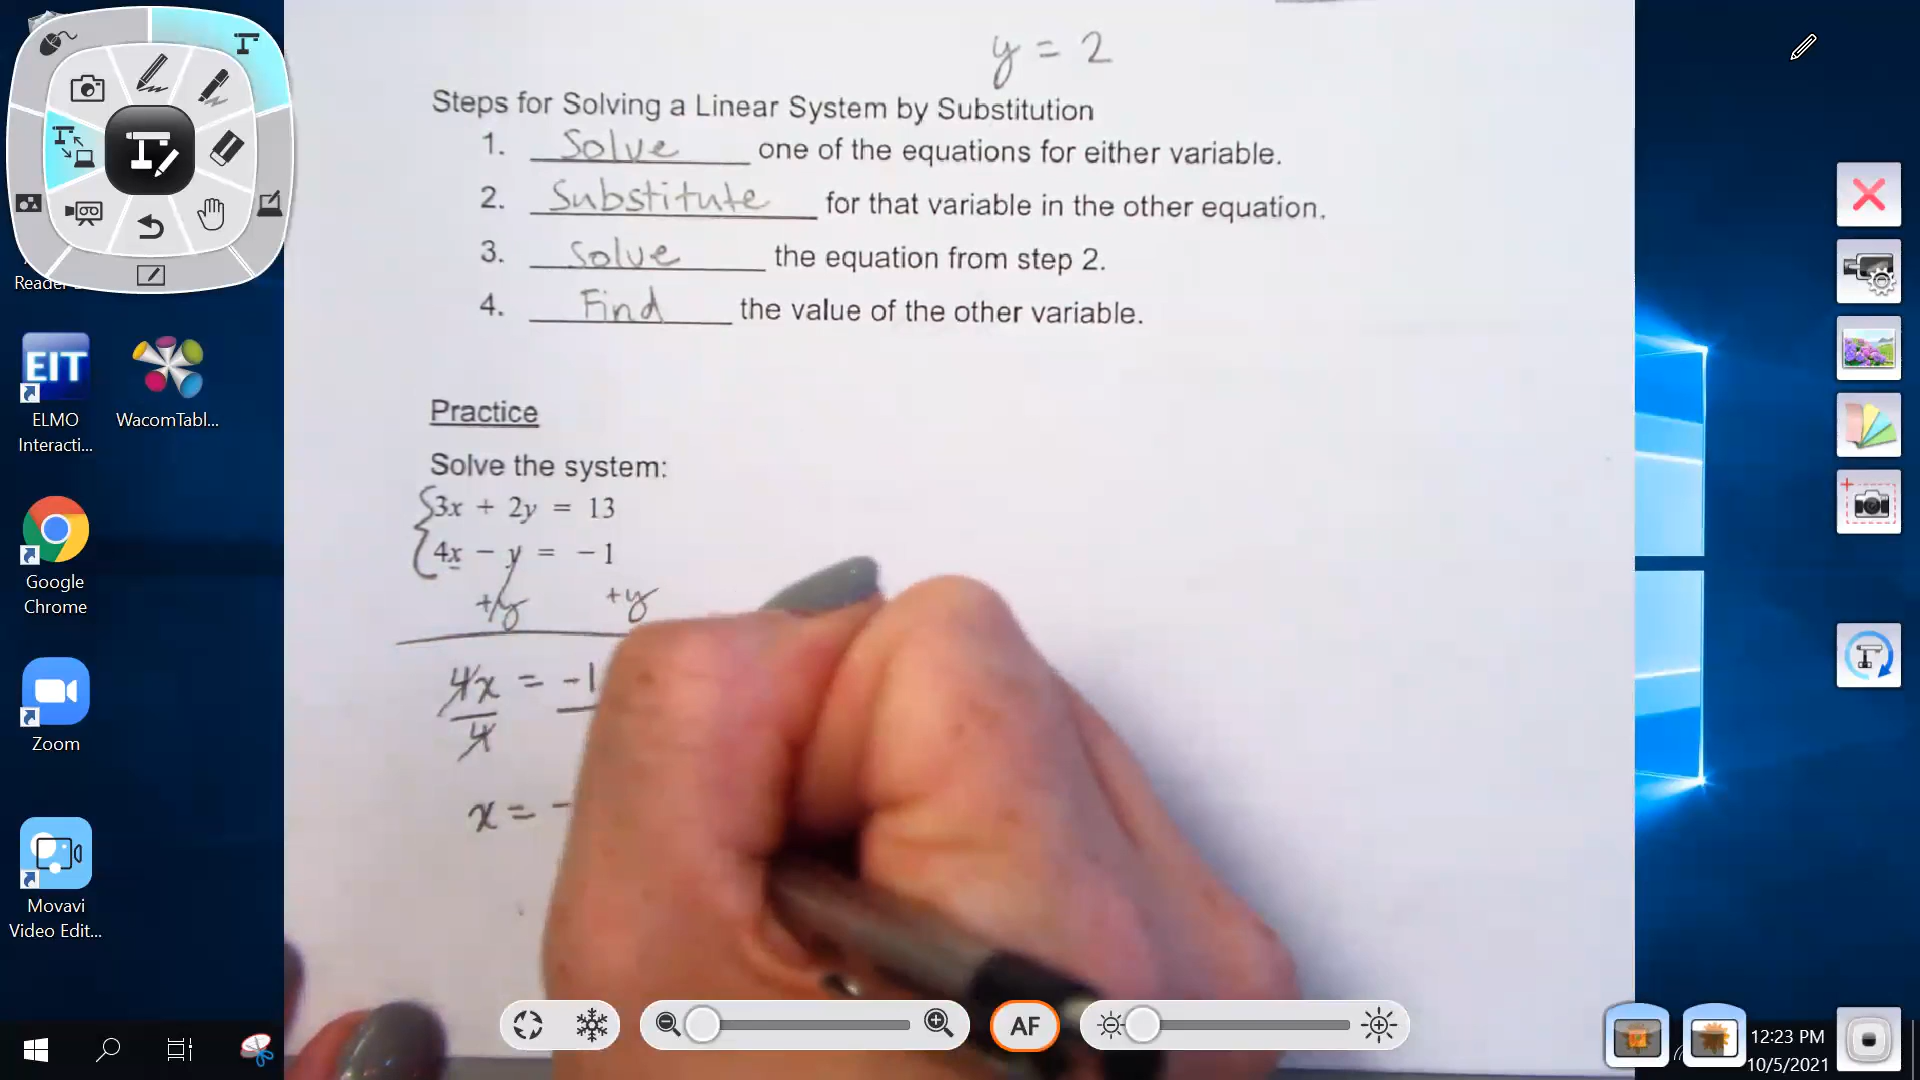 y = 2
Steps for Solving a Linear System by Substitution
1. Solve one of the equations for either variable.
2. Substitute for that variable in the other equation.
3. Solve the equation from step 2.
4. Find the value of the other variable.
Practice
Solve the system:
3x + 2y = 13
4x − y = −1
+y +y
4x = -1
4
x = -
EIT
ELMO
Interacti...
WacomTabl...
Google
Chrome
Zoom
Movavi
Video Edit...
AF
12:23 PM
10/5/2021